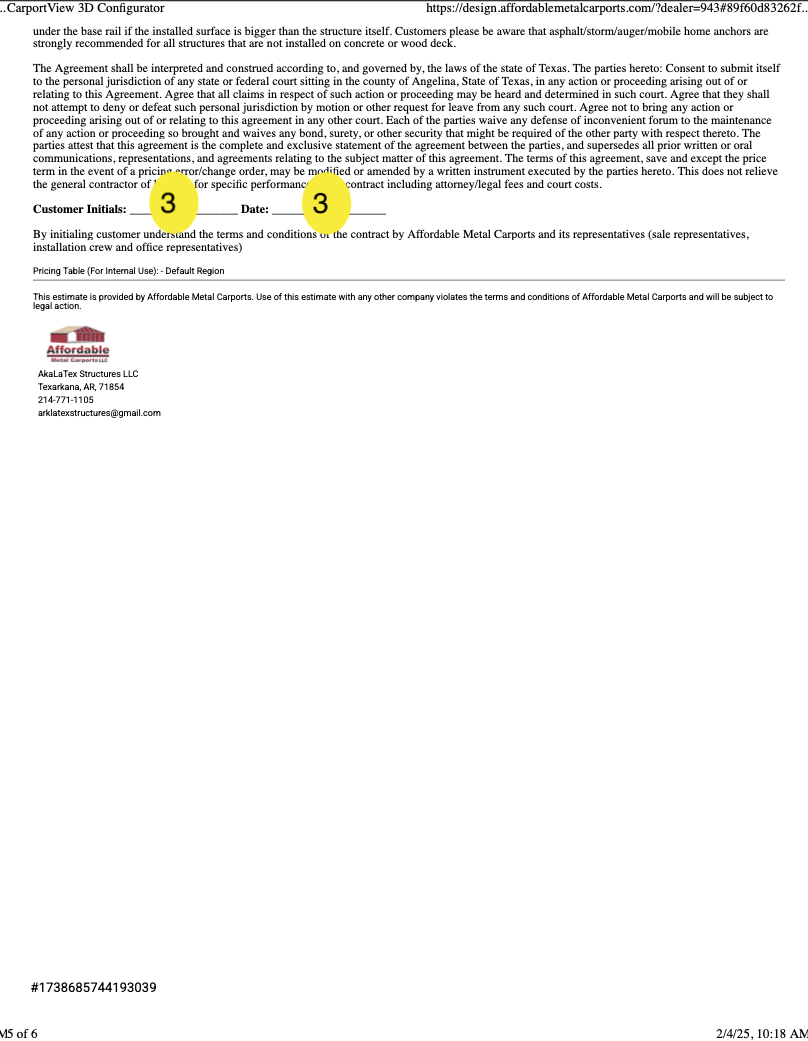 ..CarportView 3D Configurator https://design.affordablemetalcarports.com/?dealer=943#89f60d83262f..
under the base rail if the installed surface is bigger than the structure itself. Customers please be aware that asphalt/storm/auger/mobile home anchors are
strongly recommended for all structures that are not installed on concrete or wood deck.
The Agreement shall be interpreted and construed according to, and governed by, the laws of the state of Texas. The parties hereto: Consent to submit itself
to the personal jurisdiction of any state or federal court sitting in the county of Angelina, State of Texas, in any action or proceeding arising out of or
relating to this Agreement. Agree that all claims in respect of such action or proceeding may be heard and determined in such court. Agree that they shall
not attempt to deny or defeat such personal jurisdiction by motion or other request for leave from any such court. Agree not to bring any action or
proceeding arising out of or relating to this agreement in any other court. Each of the parties waive any defense of inconvenient forum to the maintenance
of any action or proceeding so brought and waives any bond, surety, or other security that might be required of the other party with respect thereto. The
parties attest that this agreement is the complete and exclusive statement of the agreement between the parties, and supersedes all prior written or oral
communications, representations, and agreements relating to the subject matter of this agreement. The terms of this agreement, save and except the price
term in the event of a pricing error/change order, may be modified or amended by a written instrument executed by the parties hereto. This does not relieve
the general contractor of for specific performance contract including attorney/legal fees and court costs.
Customer Initials: ____ 3 _______ Date: ______ 3 ______
By initialing customer understand the terms and conditions of the contract by Affordable Metal Carports and its representatives (sale representatives,
installation crew and office representatives)
Pricing Table (For Internal Use): - Default Region
This estimate is provided by Affordable Metal Carports. Use of this estimate with any other company violates the terms and conditions of Affordable Metal Carports and will be subject to
legal action.
Affordable
Metal Carports LLC
AkaLaTex Structures LLC
Texarkana, AR, 71854
214-771-1105
arklatexstructures@gmail.com
#1738685744193039
M5 of 6 2/4/25, 10:18 AM